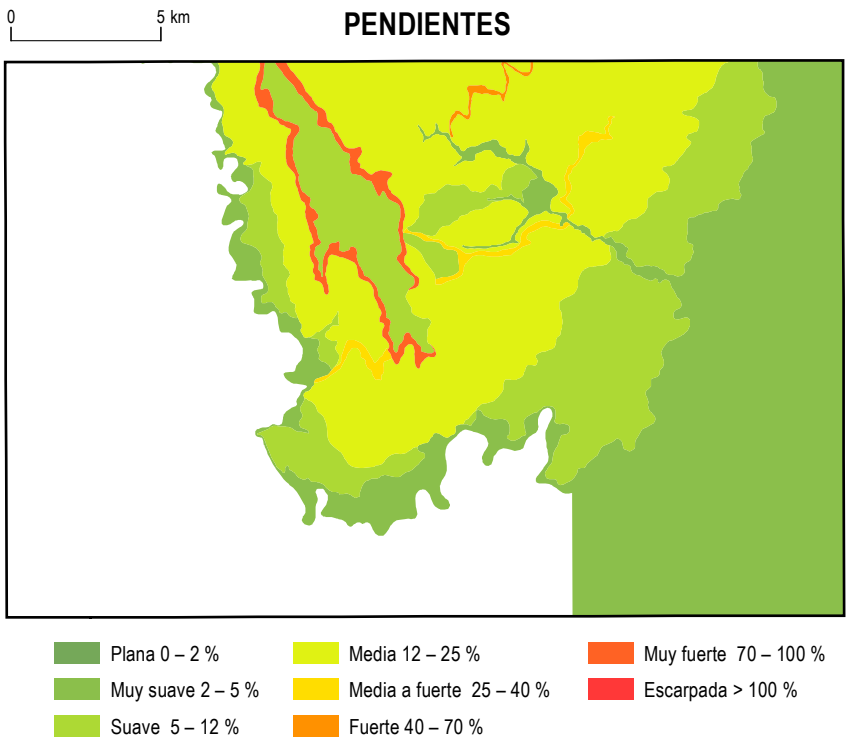 0 5 km
PENDIENTES
Plana 0 – 2 %
Muy suave 2 – 5 %
Suave 5 – 12 %
Media 12 – 25 %
Media a fuerte 25 – 40 %
Fuerte 40 – 70 %
Muy fuerte 70 – 100 %
Escarpada > 100 %